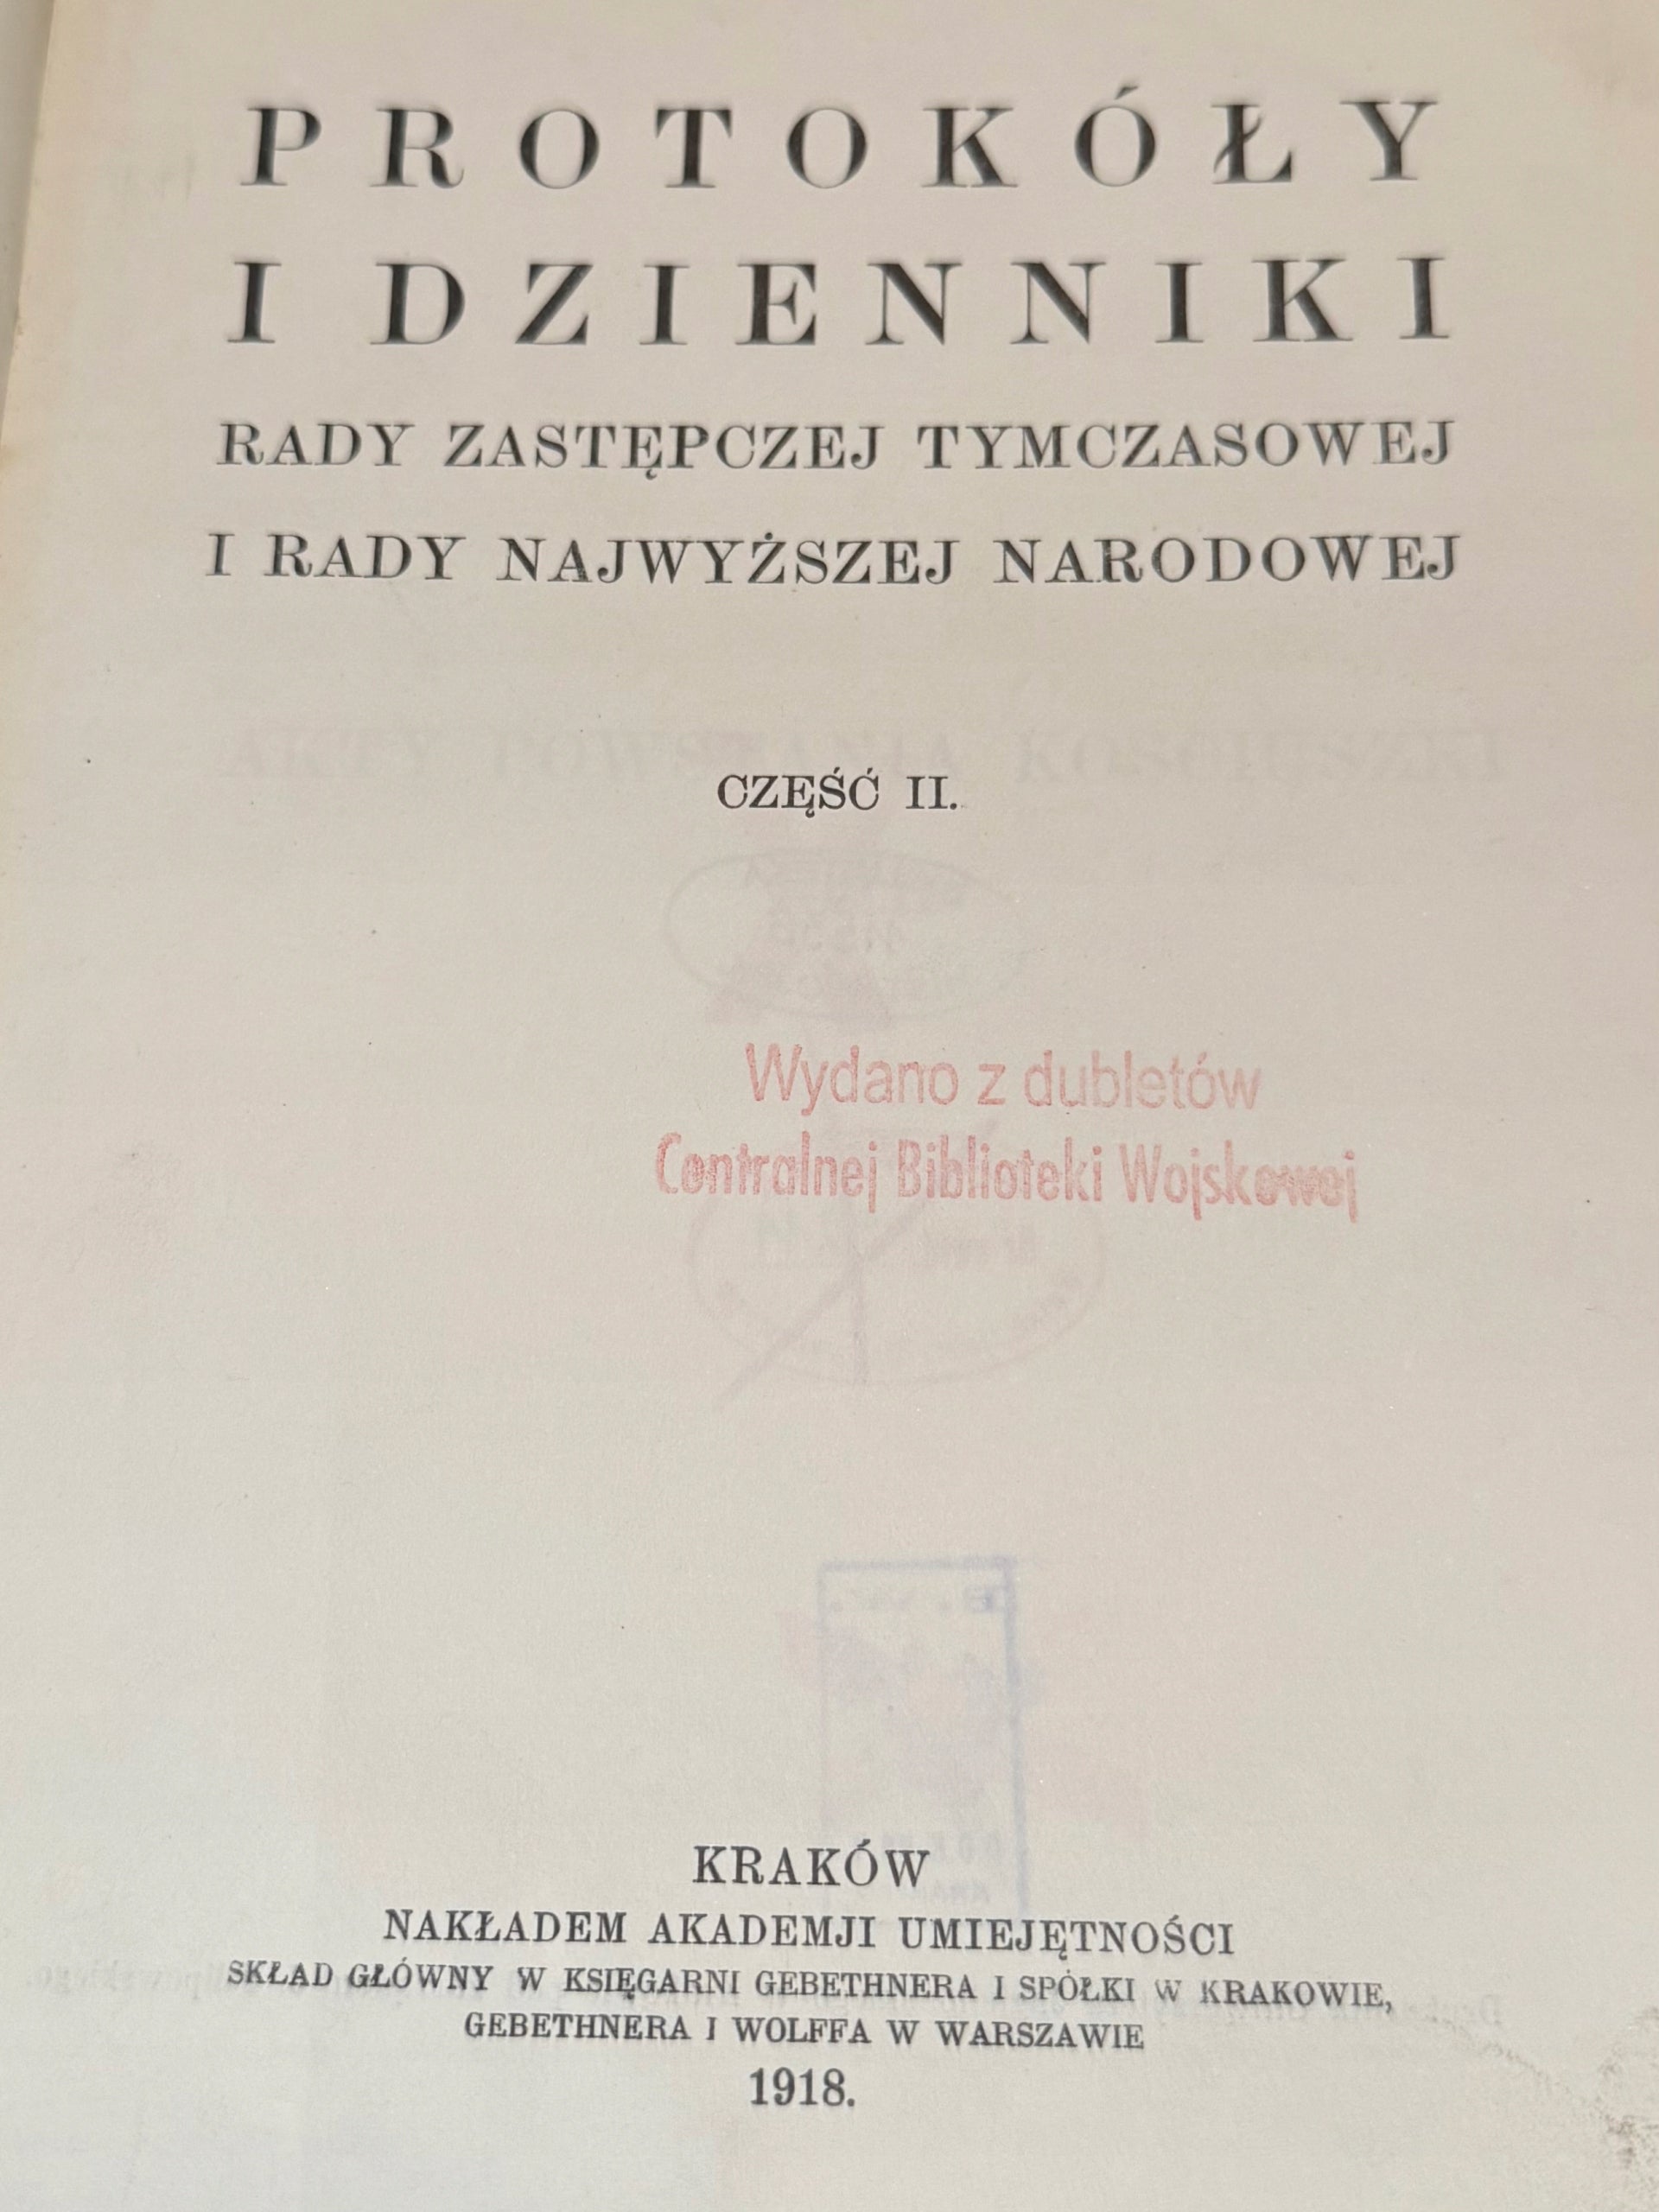 PROTOKÓŁY
I DZIENNIKI
RADY ZASTĘPCZEJ TYMCZASOWEJ
I RADY NAJWYŻSZEJ NARODOWEJ
CZĘŚĆ II.
Wydano z dubletów
Centralnej Biblioteki Wojskowej
KRAKÓW
NAKŁADEM AKADEMJI UMIEJĘTNOŚCI
SKŁAD GŁÓWNY W KSIĘGARNI GEBETHNERA I SPÓŁKI W KRAKOWIE,
GEBETHNERA I WOLFFA W WARSZAWIE
1918.